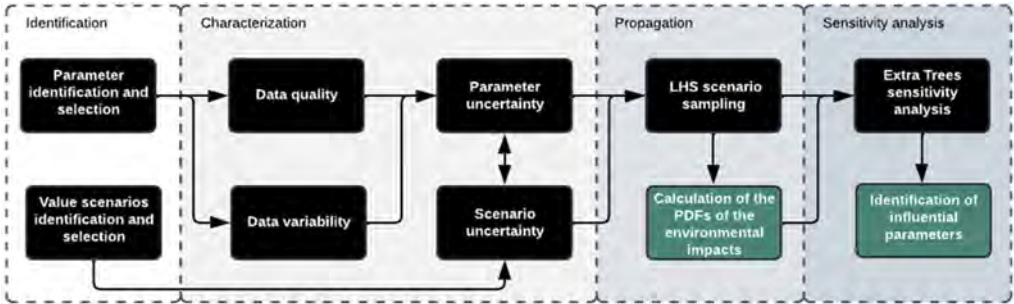 Identification
Characterization
Propagation
Sensitivity analysis
Parameter
identification and
selection
Data quality
Parameter
uncertainty
LHS scenario
sampling
Extra Trees
sensitivity
analysis
Value scenarios
identification and
selection
Data variability
Scenario
uncertainty
Calculation of the
PDFs of the
environmental
impacts
Identification of
influential
parameters